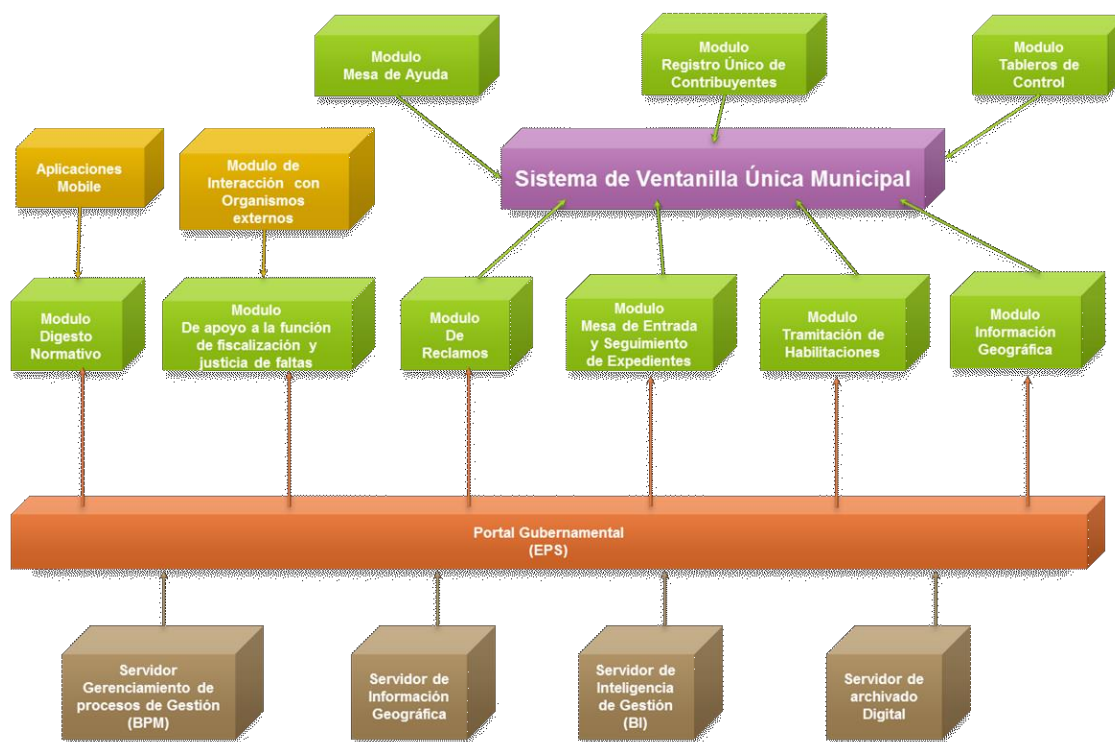 Modulo
Mesa de Ayuda
Modulo
Registro Único de
Contribuyentes
Modulo
Tableros de
Control
Aplicaciones
Mobile
Modulo de
Interacción con
Organismos
externos
Sistema de Ventanilla Única Municipal
Modulo
Digesto
Normativo
Modulo
De apoyo a la función
de fiscalización y
justicia de faltas
Modulo
De
Reclamos
Modulo
Mesa de Entrada
y Seguimiento
de Expedientes
Modulo
Tramitación de
Habilitaciones
Modulo
Información
Geográfica
Portal Gubernamental
(EPS)
Servidor
Gerenciamiento de
procesos de Gestión
(BPM)
Servidor de
Información
Geográfica
Servidor de
Inteligencia
de Gestión
(BI)
Servidor de
archivado
Digital